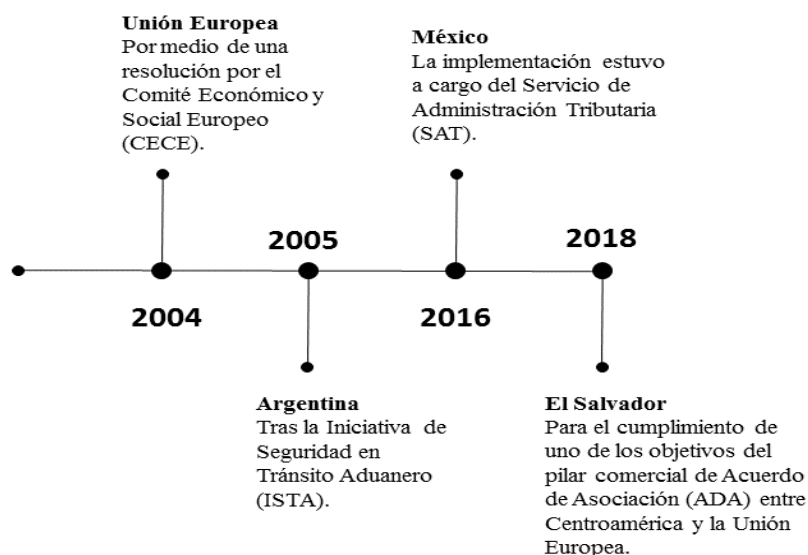 Unión Europea
Por medio de una
resolución por el
Comité Económico y
Social Europeo
(CECE).
México
La implementación estuvo
a cargo del Servicio de
Administración Tributaria
(SAT).
2005
2018
2004
2016
Argentina
Tras la Iniciativa de
Seguridad en
Tránsito Aduanero
(ISTA).
El Salvador
Para el cumplimiento de
uno de los objetivos del
pilar comercial de Acuerdo
de Asociación (ADA) entre
Centroamérica y la Unión
Europea.